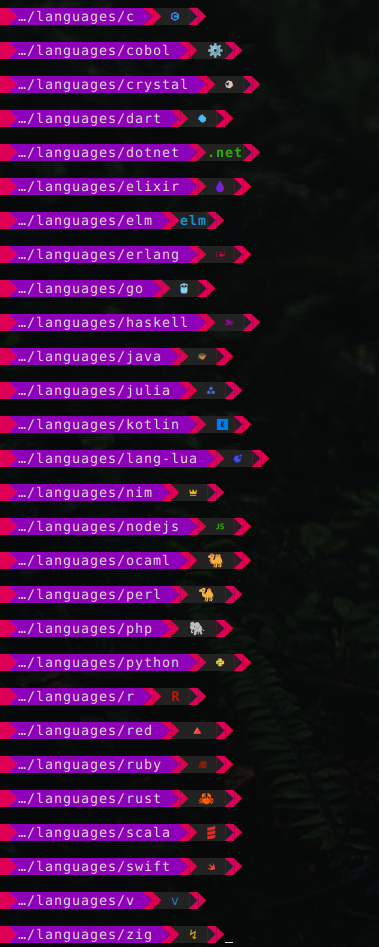 …/languages/c
…/languages/cobol
…/languages/crystal
…/languages/dart
…/languages/dotnet .net
…/languages/elixir
…/languages/elm elm
…/languages/erlang
…/languages/go
…/languages/haskell
…/languages/java
…/languages/julia
…/languages/kotlin
…/languages/lang-lua
…/languages/nim
…/languages/nodejs JS
…/languages/ocaml
…/languages/perl
…/languages/php
…/languages/python
…/languages/r R
…/languages/red
…/languages/ruby
…/languages/rust
…/languages/scala
…/languages/swift
…/languages/v V
…/languages/zig